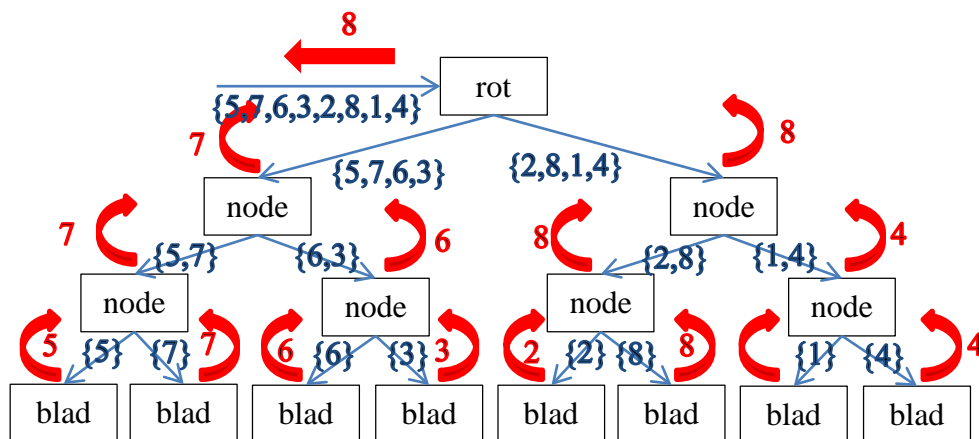 8
rot
{5,7,6,3,2,8,1,4}
7
8
{5,7,6,3}
{2,8,1,4}
node
node
7
6
8
4
{5,7}
{6,3}
{2,8}
{1,4}
node
node
node
node
5
{5}
{7}
7
6
{6}
{3}
3
2
{2}
{8}
8
{1}
{4}
4
blad
blad
blad
blad
blad
blad
blad
blad